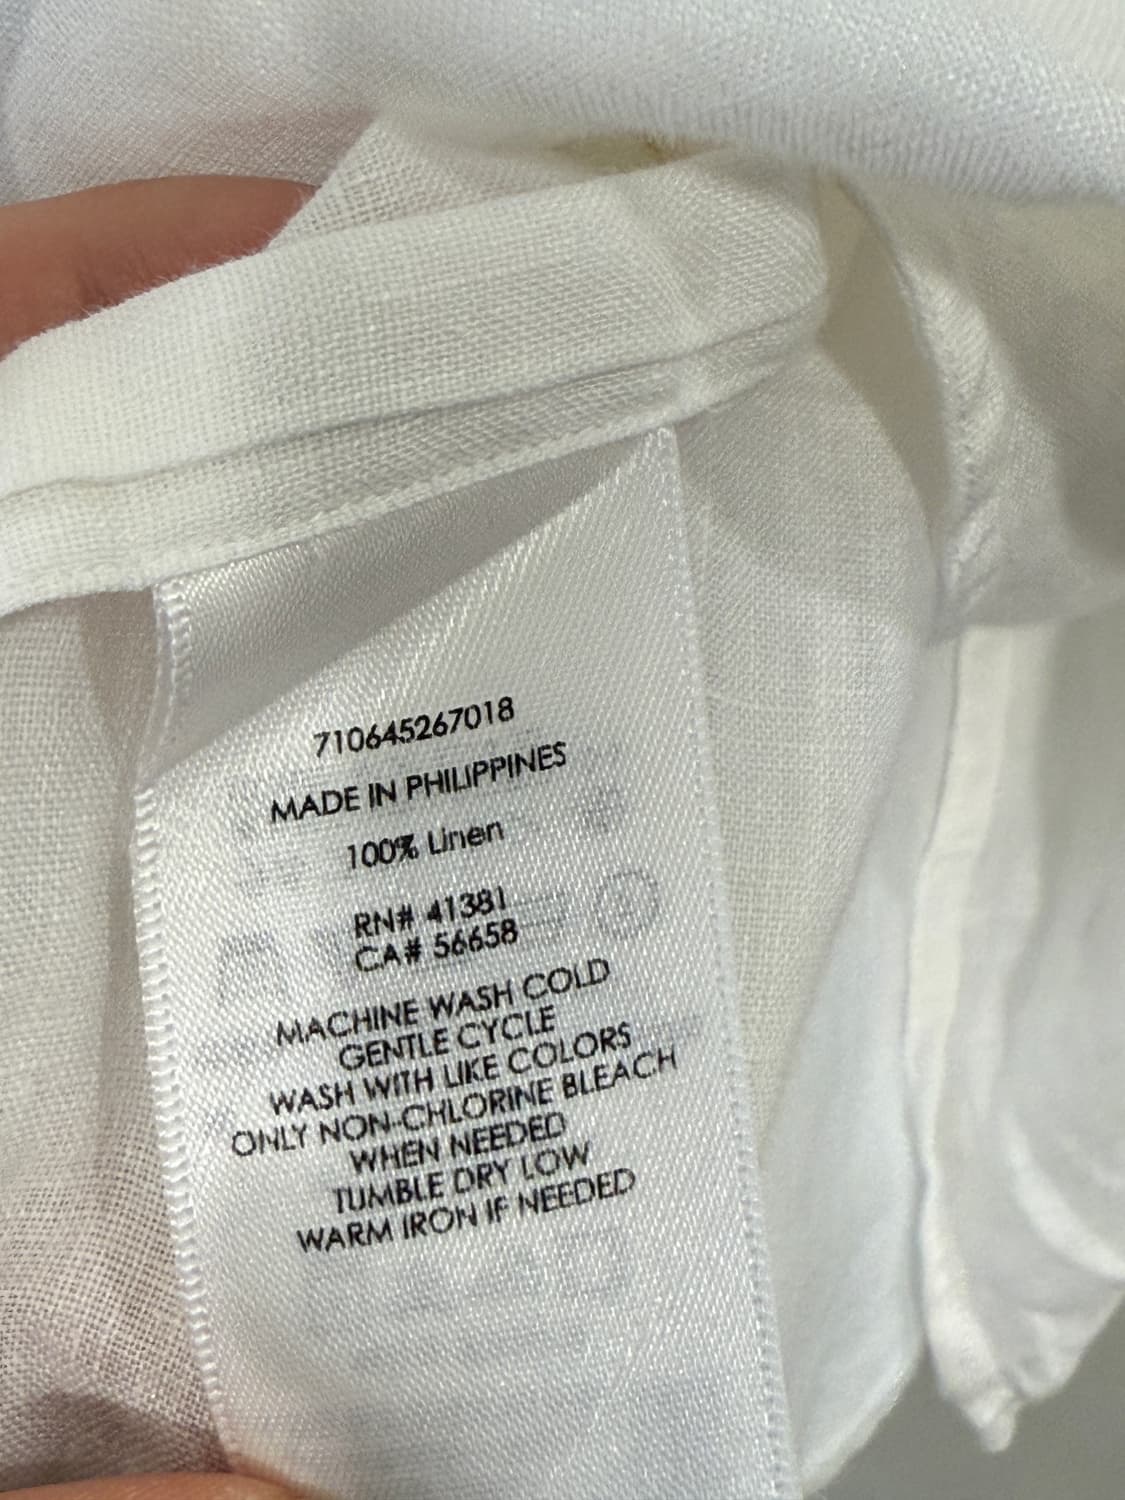 710645267018
MADE IN PHILIPPINES
100% Linen
RN# 41381
CA# 56658
MACHINE WASH COLD
GENTLE CYCLE
WASH WITH LIKE COLORS
ONLY NON-CHLORINE BLEACH
WHEN NEEDED
TUMBLE DRY LOW
WARM IRON IF NEEDED